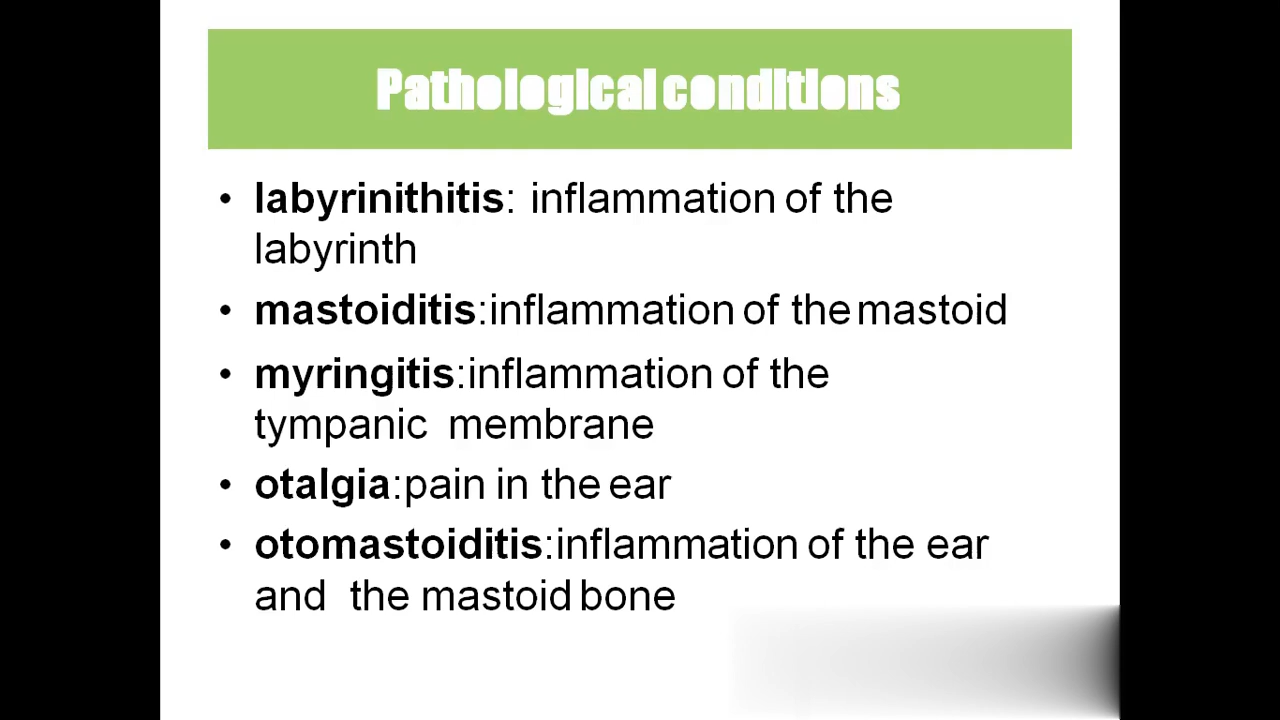 Pathological conditions
• labyrinithitis: inflammation of the
labyrinth
• mastoiditis:inflammation of the mastoid
• myringitis:inflammation of the
tympanic membrane
• otalgia:pain in the ear
• otomastoiditis:inflammation of the ear
and the mastoid bone